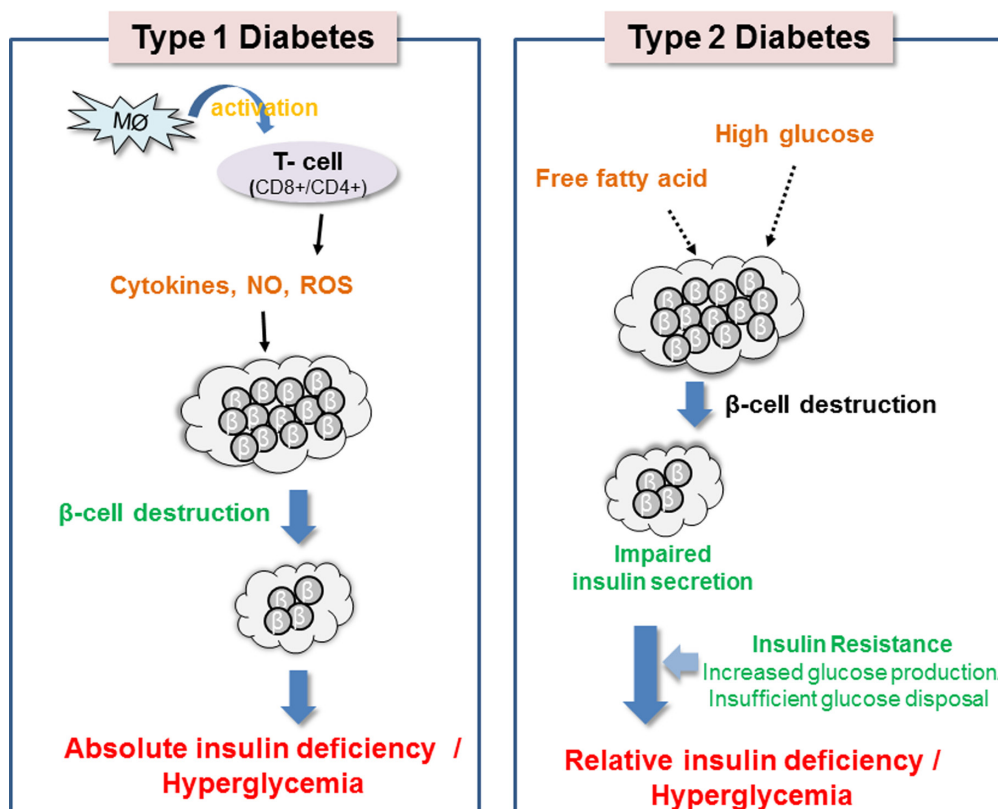 Type 1 Diabetes
MØ
activation
T- cell
(CD8+/CD4+)
Cytokines, NO, ROS
β β β β
β β β β
β β β β
β-cell destruction
β β
β β
Absolute insulin deficiency /
Hyperglycemia
Type 2 Diabetes
High glucose
Free fatty acid
β β β β
β β β β
β β β β
β-cell destruction
β β
β β
Impaired
insulin secretion
Insulin Resistance
Increased glucose production.
Insufficient glucose disposal
Relative insulin deficiency /
Hyperglycemia